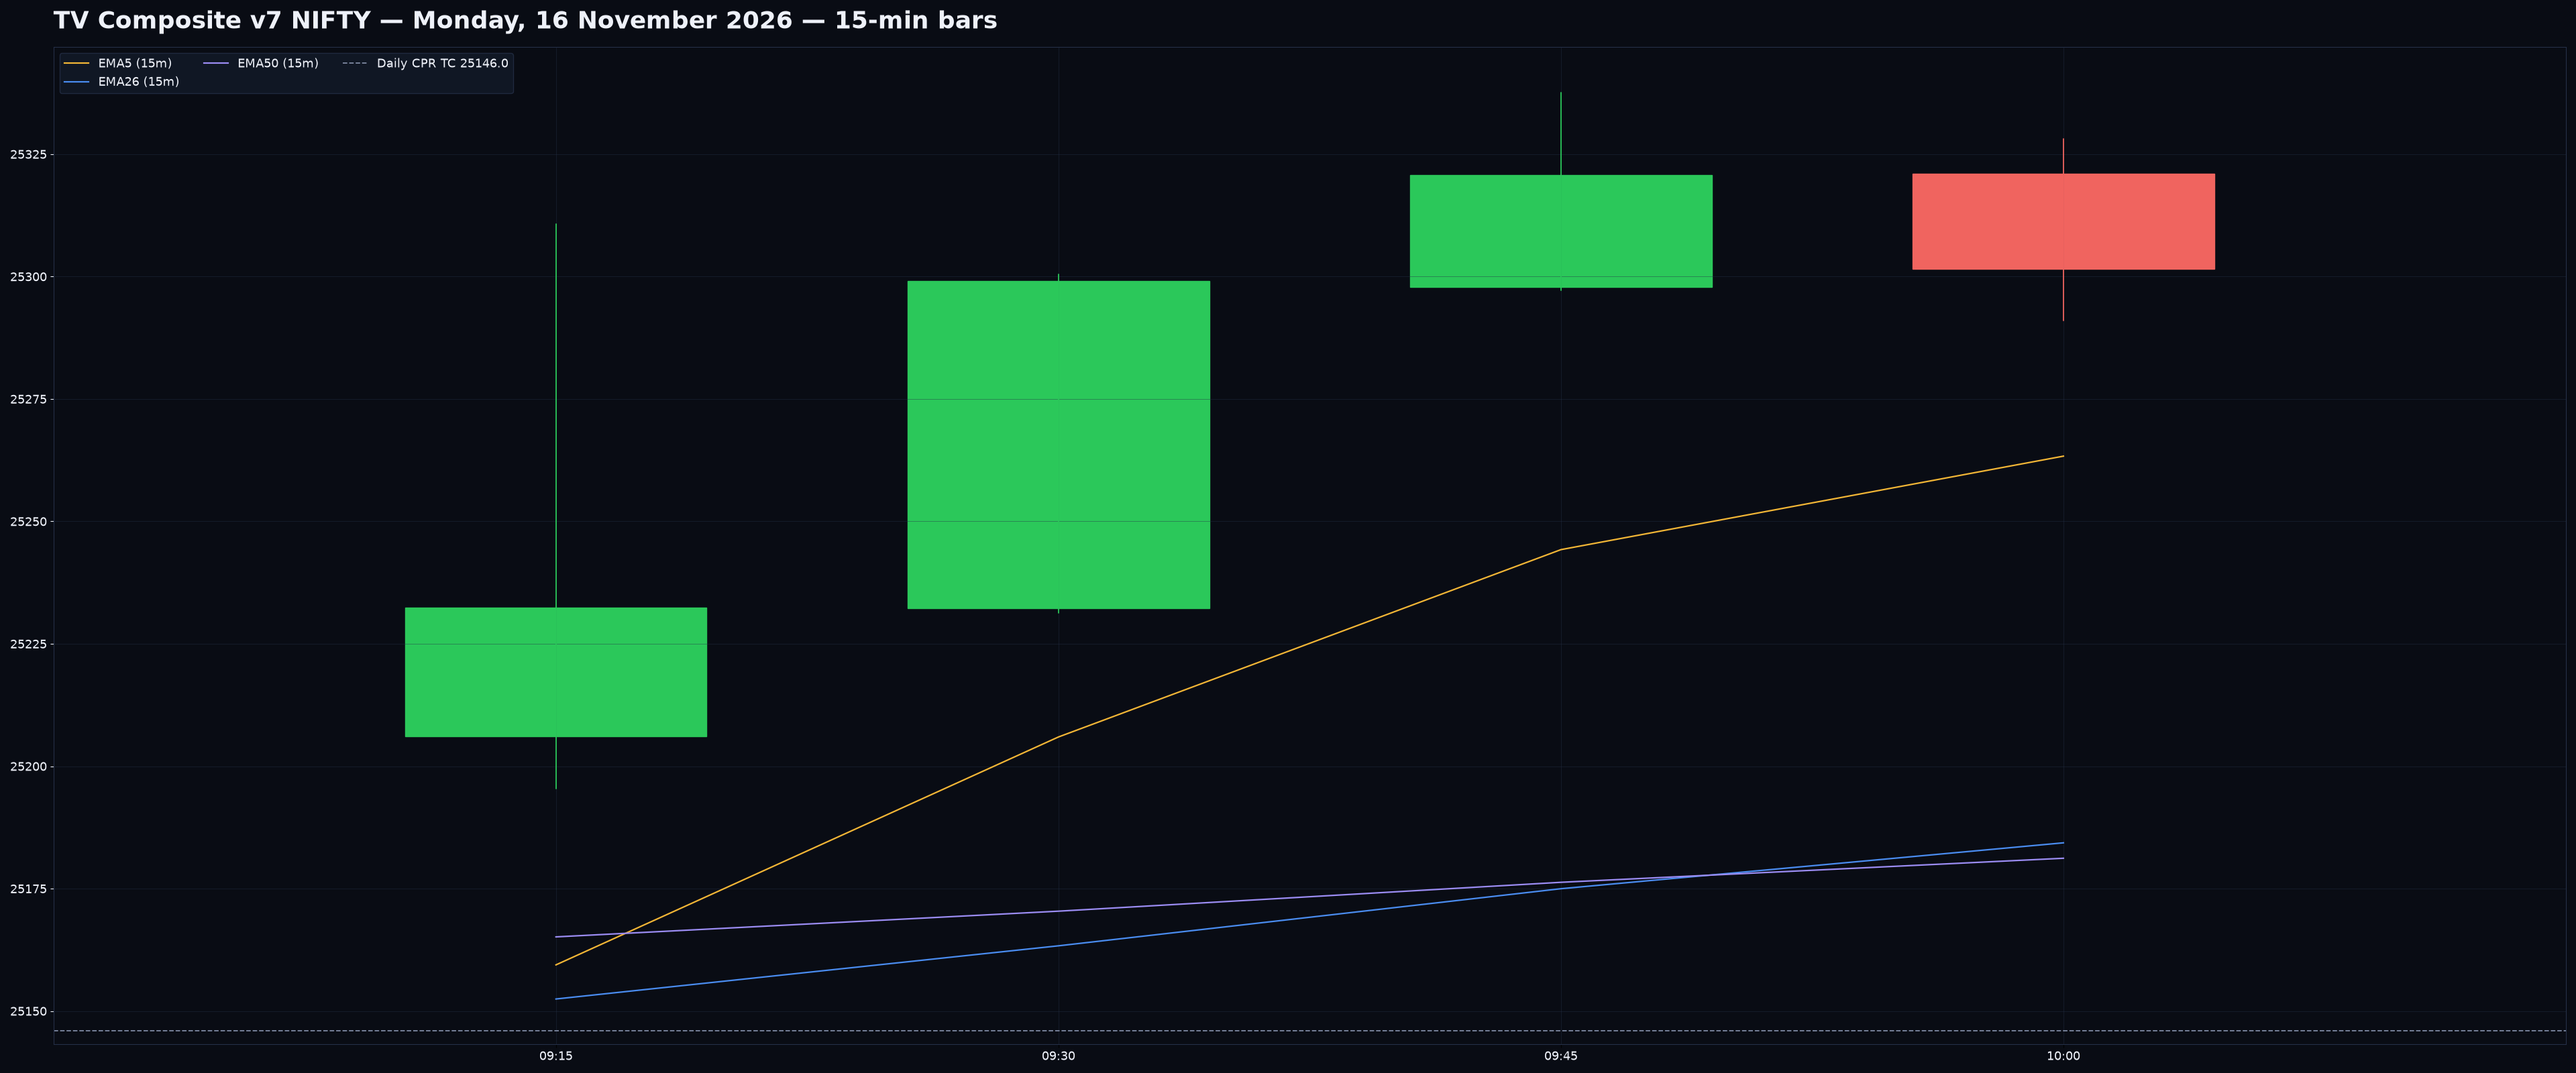 TV Composite v7 NIFTY — Monday, 16 November 2026 — 15-min bars
EMA5 (15m) EMA50 (15m) Daily CPR TC 25146.0
EMA26 (15m)
25325
25300
25275
25250
25225
25200
25175
25150
09:15 09:30 09:45 10:00